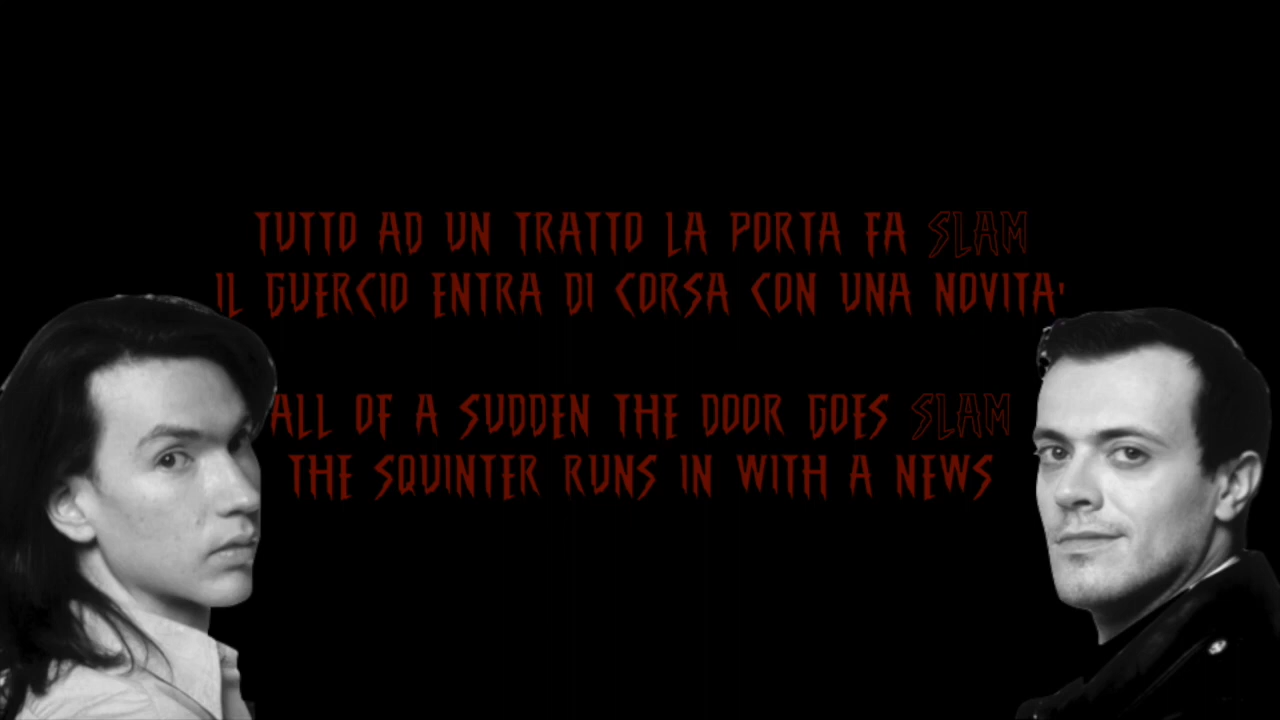 TUTTO AD UN TRATTO LA PORTA FA SLAM
IL GUERCIO ENTRA DI CORSA CON UNA NOVITA'
ALL OF A SUDDEN THE DOOR GOES SLAM
THE SQUINTER RUNS IN WITH A NEWS